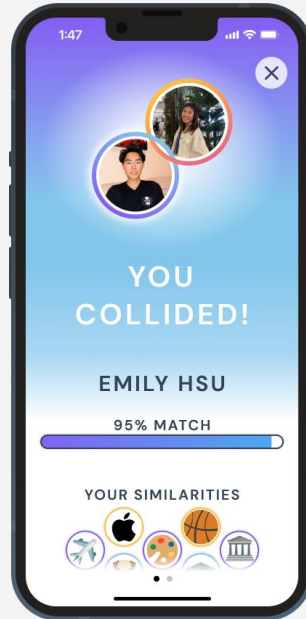 1:47
YOU
COLLIDED!
EMILY HSU
95% MATCH
YOUR SIMILARITIES